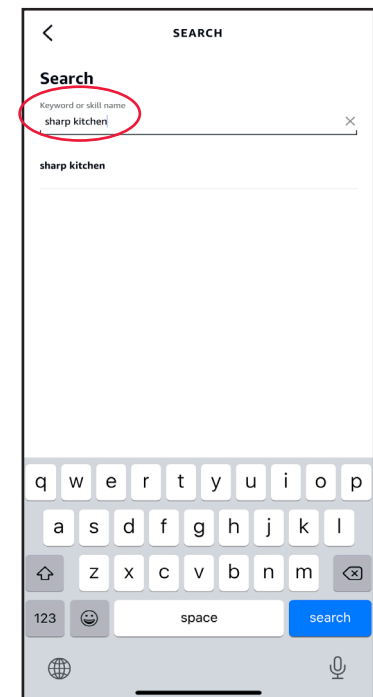 SEARCH
Search
Keyword or skill name
sharp kitchen
sharp kitchen
q w e r t y u i o p
a s d f g h j k l
z x c v b n m
123 space search